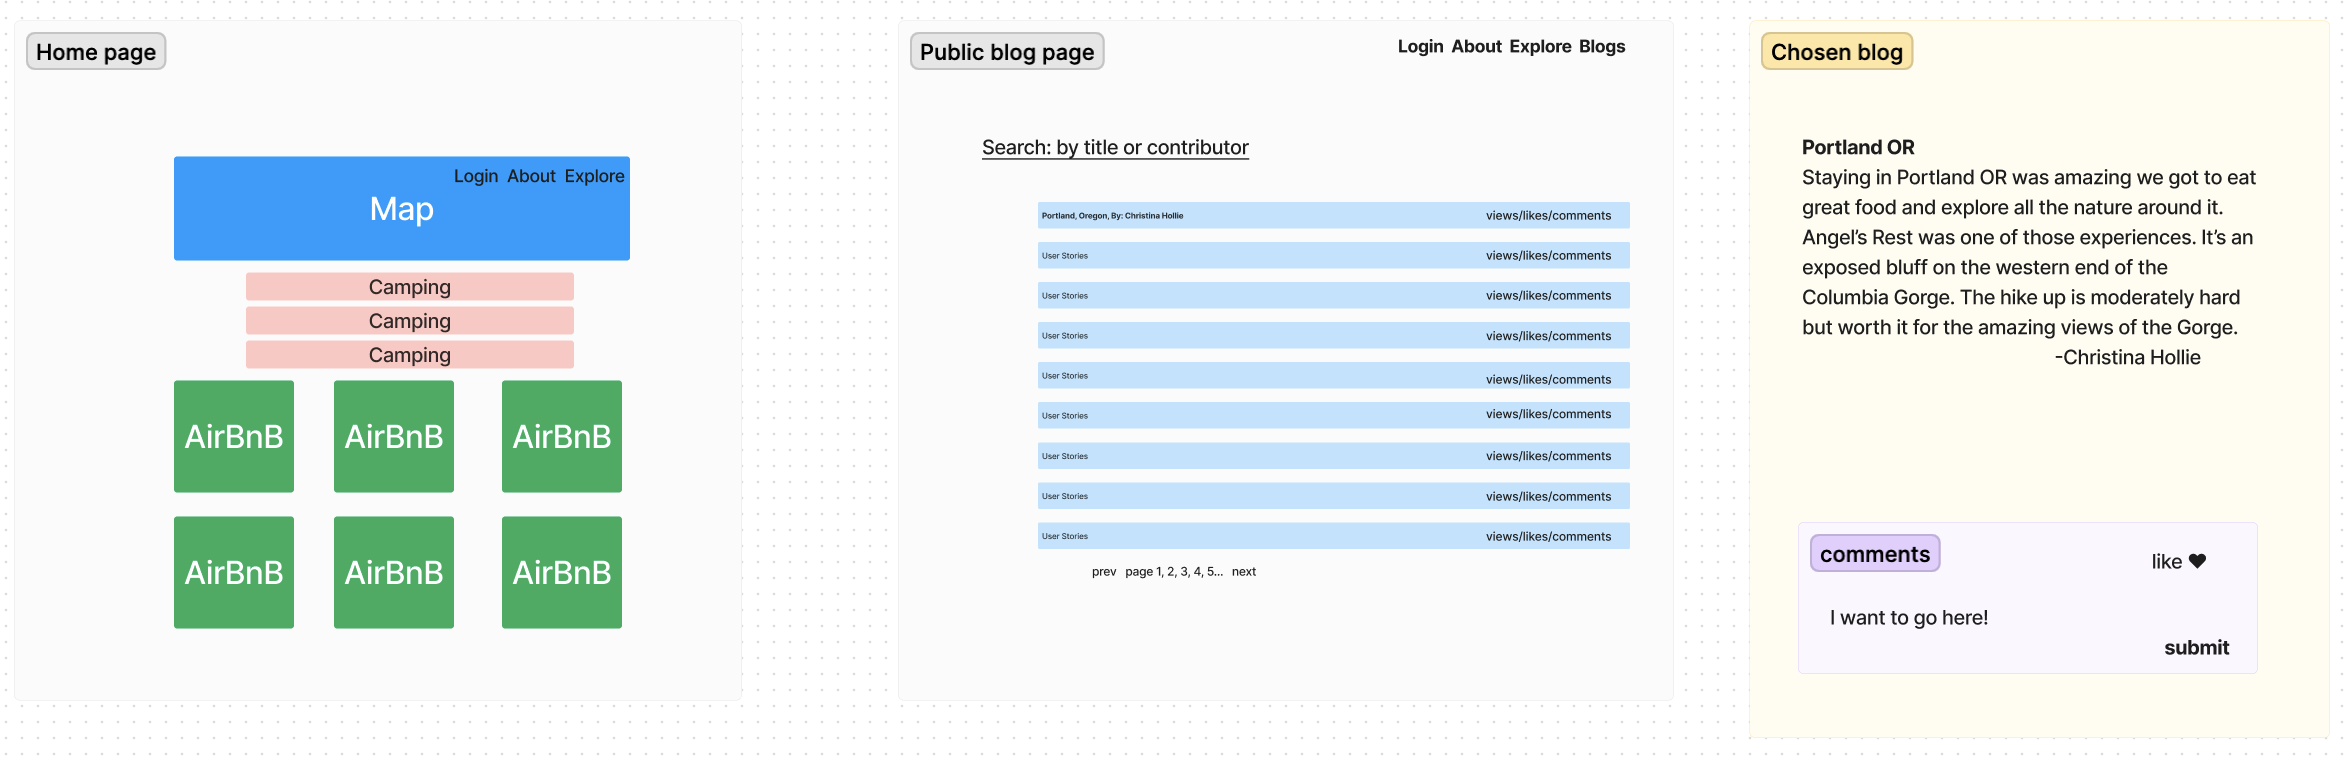 Home page
Login About Explore
Map
Camping
Camping
Camping
AirBnB AirBnB AirBnB
AirBnB AirBnB AirBnB
Public blog page
Login About Explore Blogs
Search: by title or contributor
Portland, Oregon, By: Christina Hollie views/likes/comments
User Stories views/likes/comments
User Stories views/likes/comments
User Stories views/likes/comments
User Stories views/likes/comments
User Stories views/likes/comments
User Stories views/likes/comments
User Stories views/likes/comments
User Stories views/likes/comments
prev page 1, 2, 3, 4, 5... next
Chosen blog
Portland OR
Staying in Portland OR was amazing we got to eat
great food and explore all the nature around it.
Angel’s Rest was one of those experiences. It’s an
exposed bluff on the western end of the
Columbia Gorge. The hike up is moderately hard
but worth it for the amazing views of the Gorge.
-Christina Hollie
comments
like ♥
I want to go here!
submit